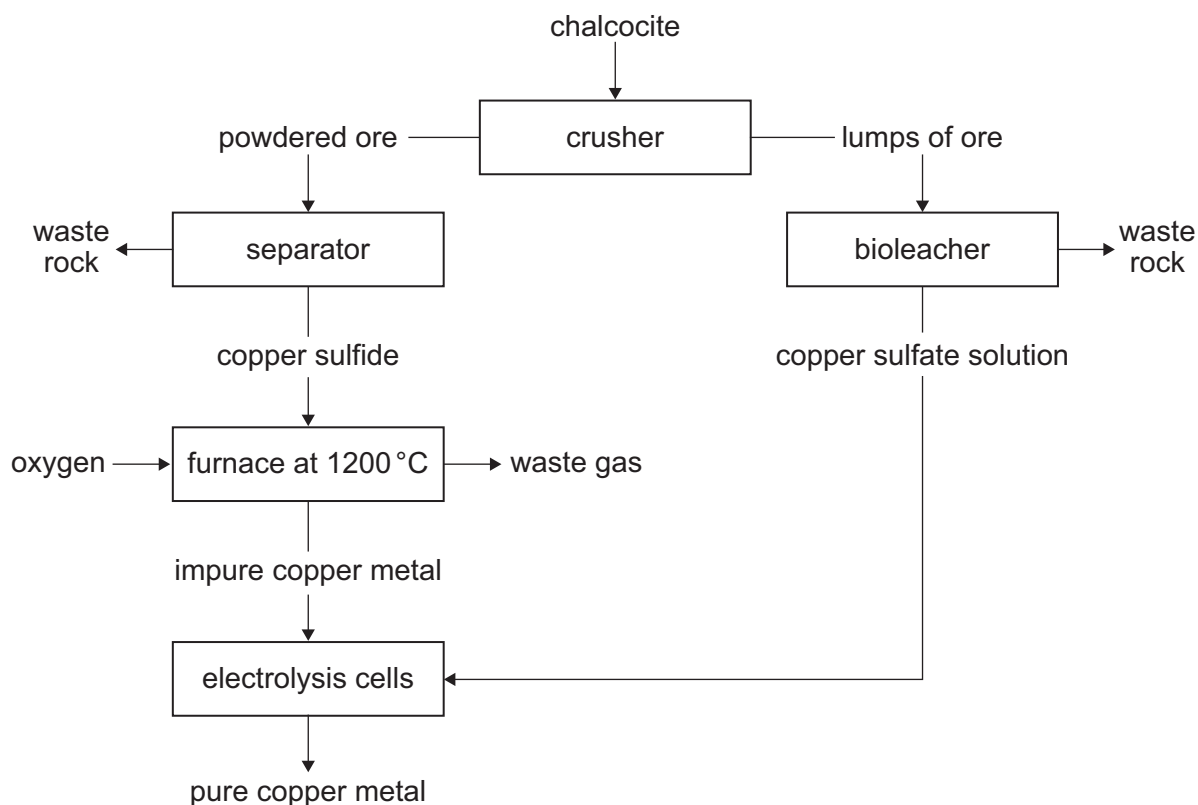 chalcocite
crusher
powdered ore
lumps of ore
waste
rock
separator
bioleacher
waste
rock
copper sulfide
copper sulfate solution
oxygen
furnace at 1200 °C
waste gas
impure copper metal
electrolysis cells
pure copper metal